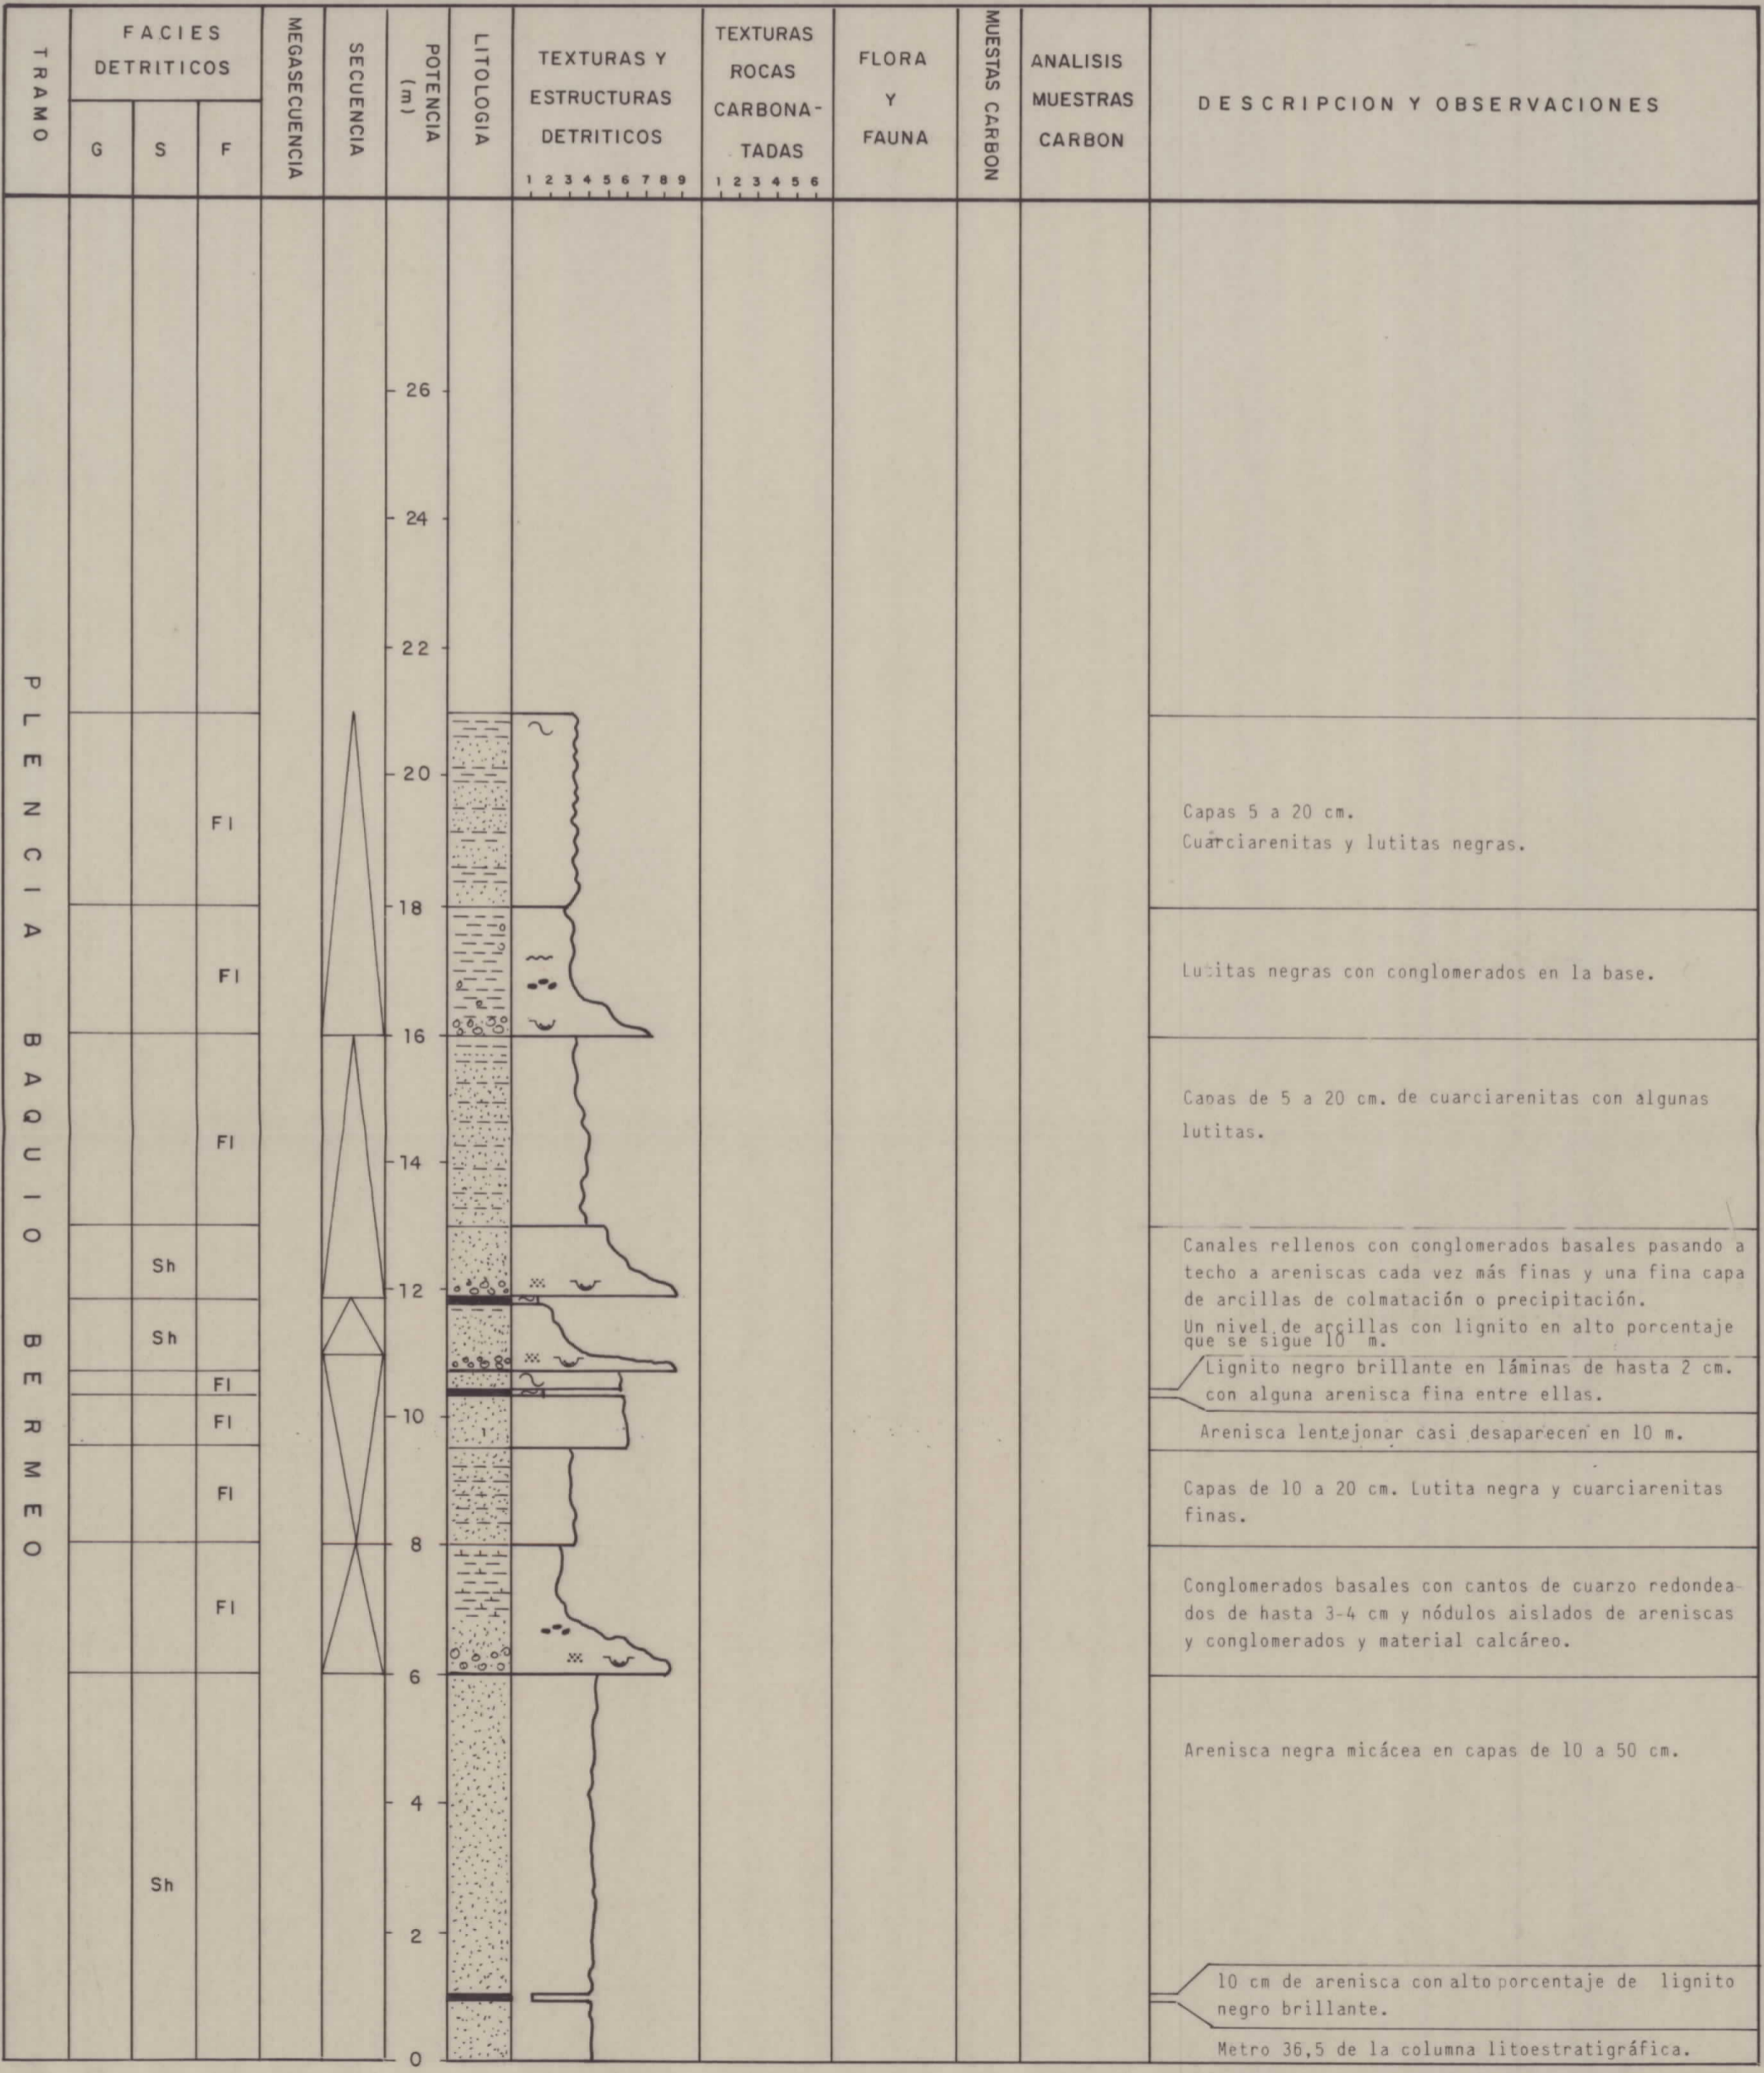 TRAMO
FACIES
DETRITICOS
G S F
MEGASECUENCIA
SECUENCIA
POTENCIA
(m)
LITOLOGIA
TEXTURAS Y
ESTRUCTURAS
DETRITICOS
1 2 3 4 5 6 7 8 9
TEXTURAS
ROCAS
CARBONA-
TADAS
1 2 3 4 5 6
FLORA
Y
FAUNA
MUESTAS CARBON
ANALISIS
MUESTRAS
CARBON
DESCRIPCION Y OBSERVACIONES
PLENCIA BAQUIO BERMEO
26
24
22
20
Fl
Capas 5 a 20 cm.
Cuarciarenitas y lutitas negras.
18
Fl
Lutitas negras con conglomerados en la base.
16
Fl
Capas de 5 a 20 cm. de cuarciarenitas con algunas
lutitas.
14
Sh
Canales rellenos con conglomerados basales pasando a
techo a areniscas cada vez más finas y una fina capa
de arcillas de colmatación o precipitación.
12
Sh
Un nivel de arcillas con lignito en alto porcentaje
que se sigue 10 m.
Fl
Lignito negro brillante en láminas de hasta 2 cm.
con alguna arenisca fina entre ellas.
Fl
10
Arenisca lentejonar casi desaparecen en 10 m.
Fl
Capas de 10 a 20 cm. Lutita negra y cuarciarenitas
finas.
8
Fl
Conglomerados basales con cantos de cuarzo redondea-
dos de hasta 3-4 cm y nódulos aislados de areniscas
y conglomerados y material calcáreo.
6
Arenisca negra micácea en capas de 10 a 50 cm.
4
Sh
2
10 cm de arenisca con alto porcentaje de lignito
negro brillante.
0
Metro 36,5 de la columna litoestratigráfica.